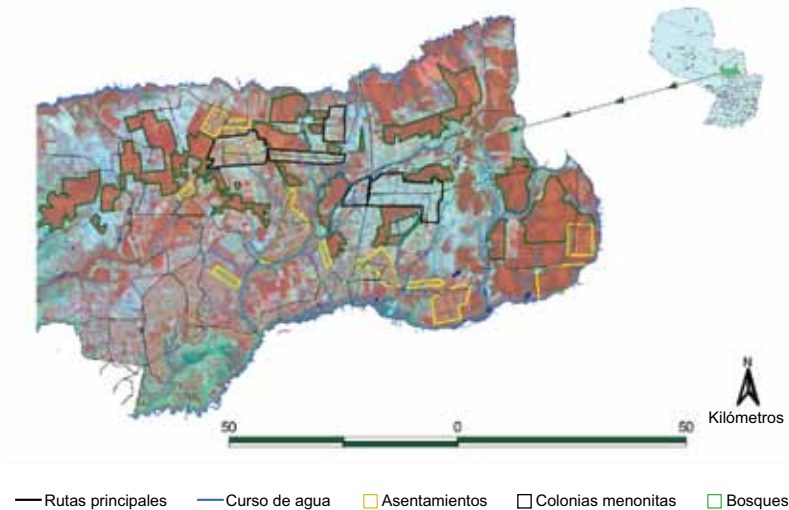 N
Kilómetros
50 0 50
Rutas principales Curso de agua Asentamientos Colonias menonitas Bosques